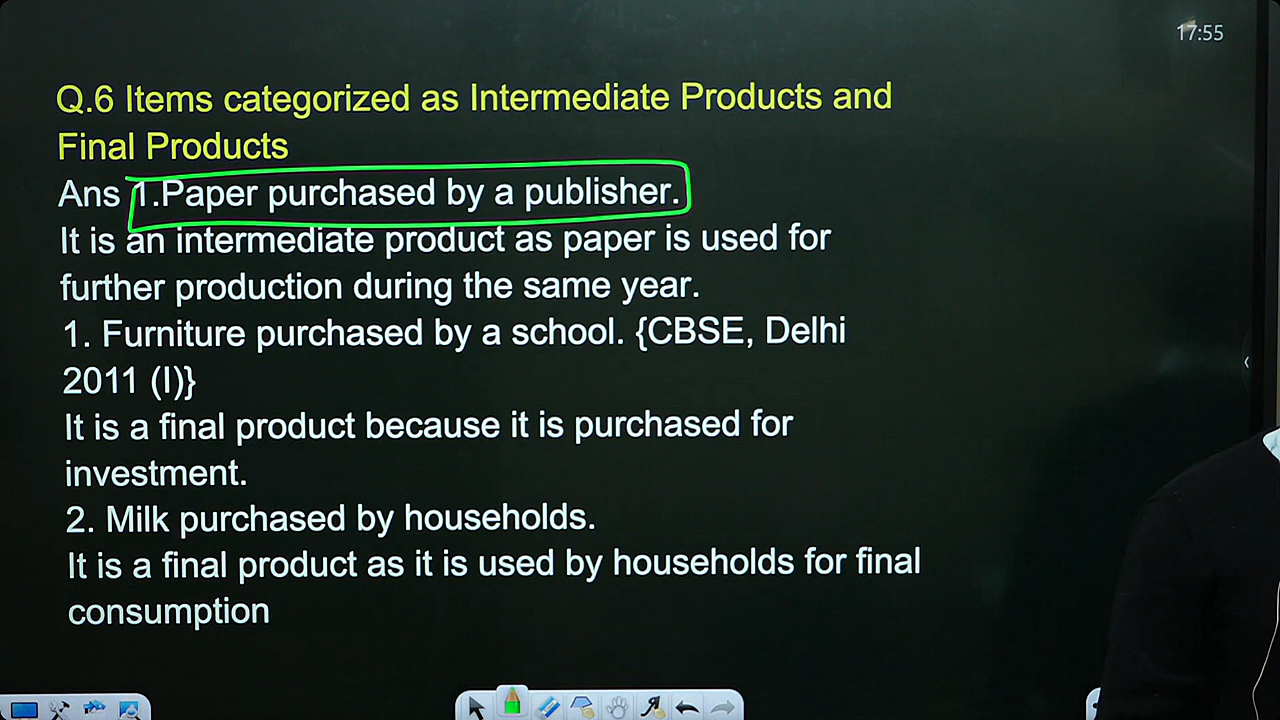 17:55
Q.6 Items categorized as Intermediate Products and
Final Products
Ans 1.Paper purchased by a publisher.
It is an intermediate product as paper is used for
further production during the same year.
1. Furniture purchased by a school. {CBSE, Delhi
2011 (I)}
It is a final product because it is purchased for
investment.
2. Milk purchased by households.
It is a final product as it is used by households for final
consumption